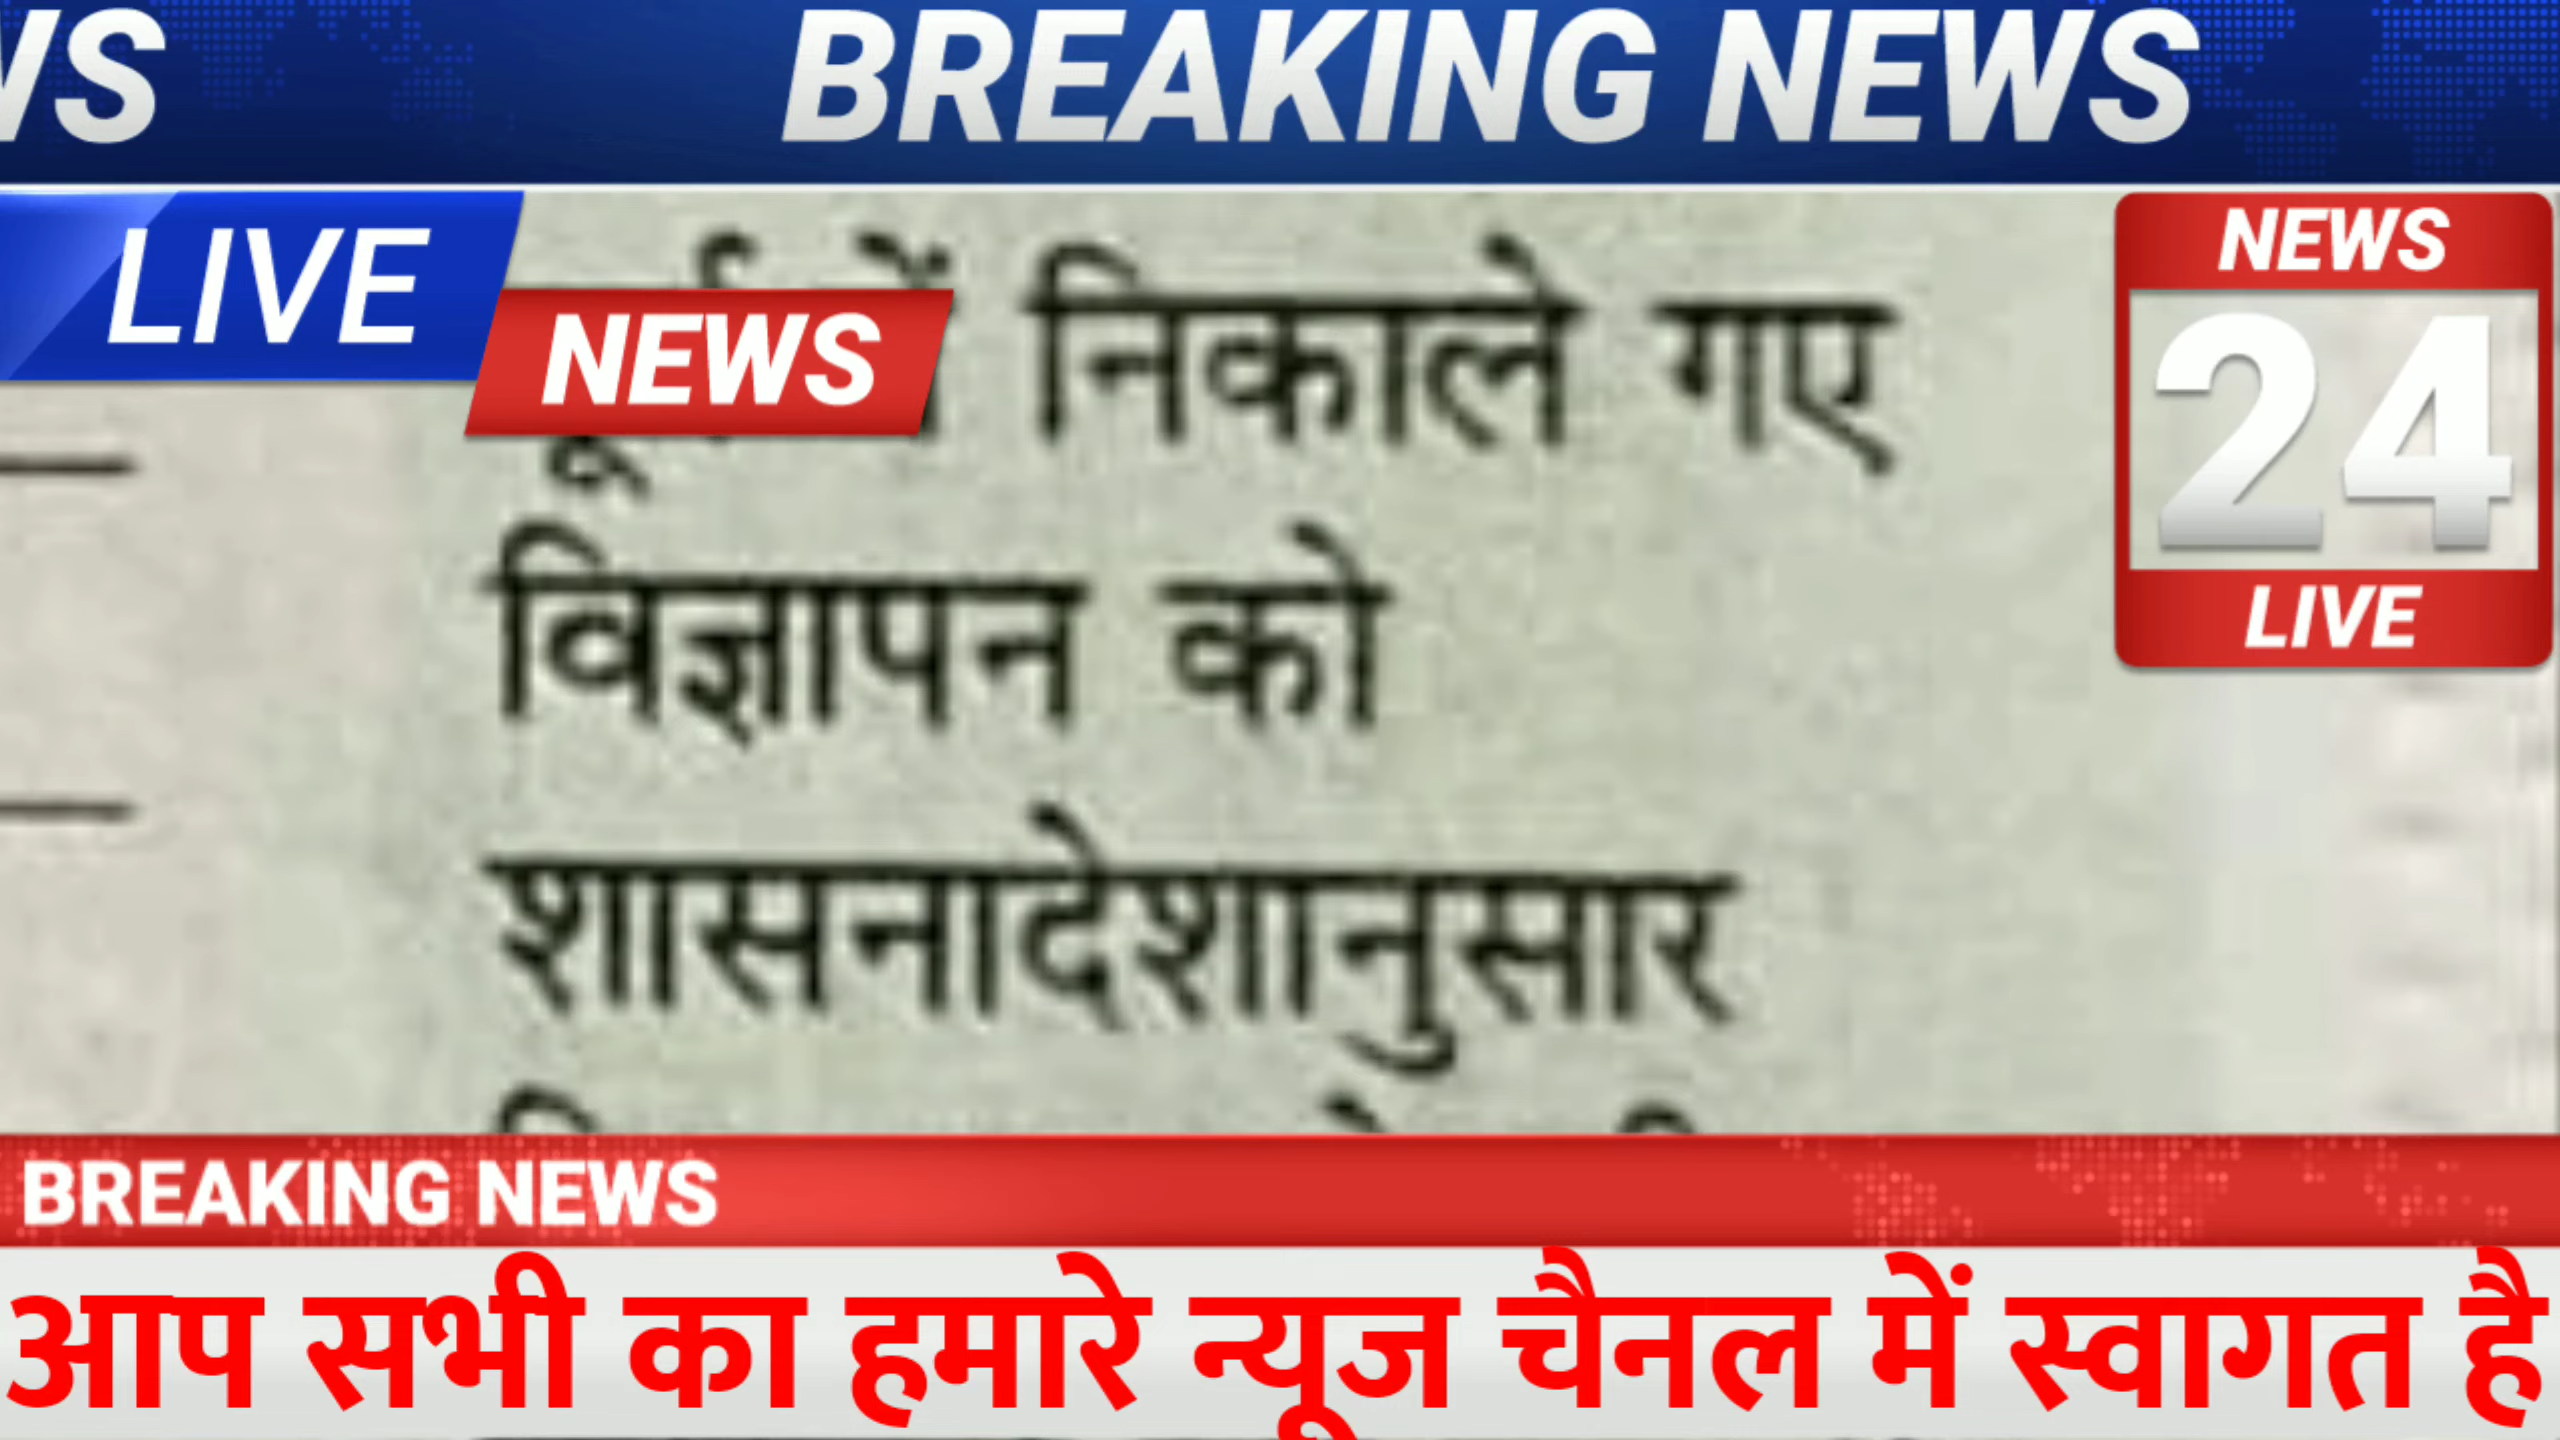 BREAKING NEWS
LIVE
NEWS
निकाले गए
विज्ञापन को
शासनादेशानुसार
NEWS
24
LIVE
BREAKING NEWS
आप सभी का हमारे न्यूज चैनल में स्वागत है